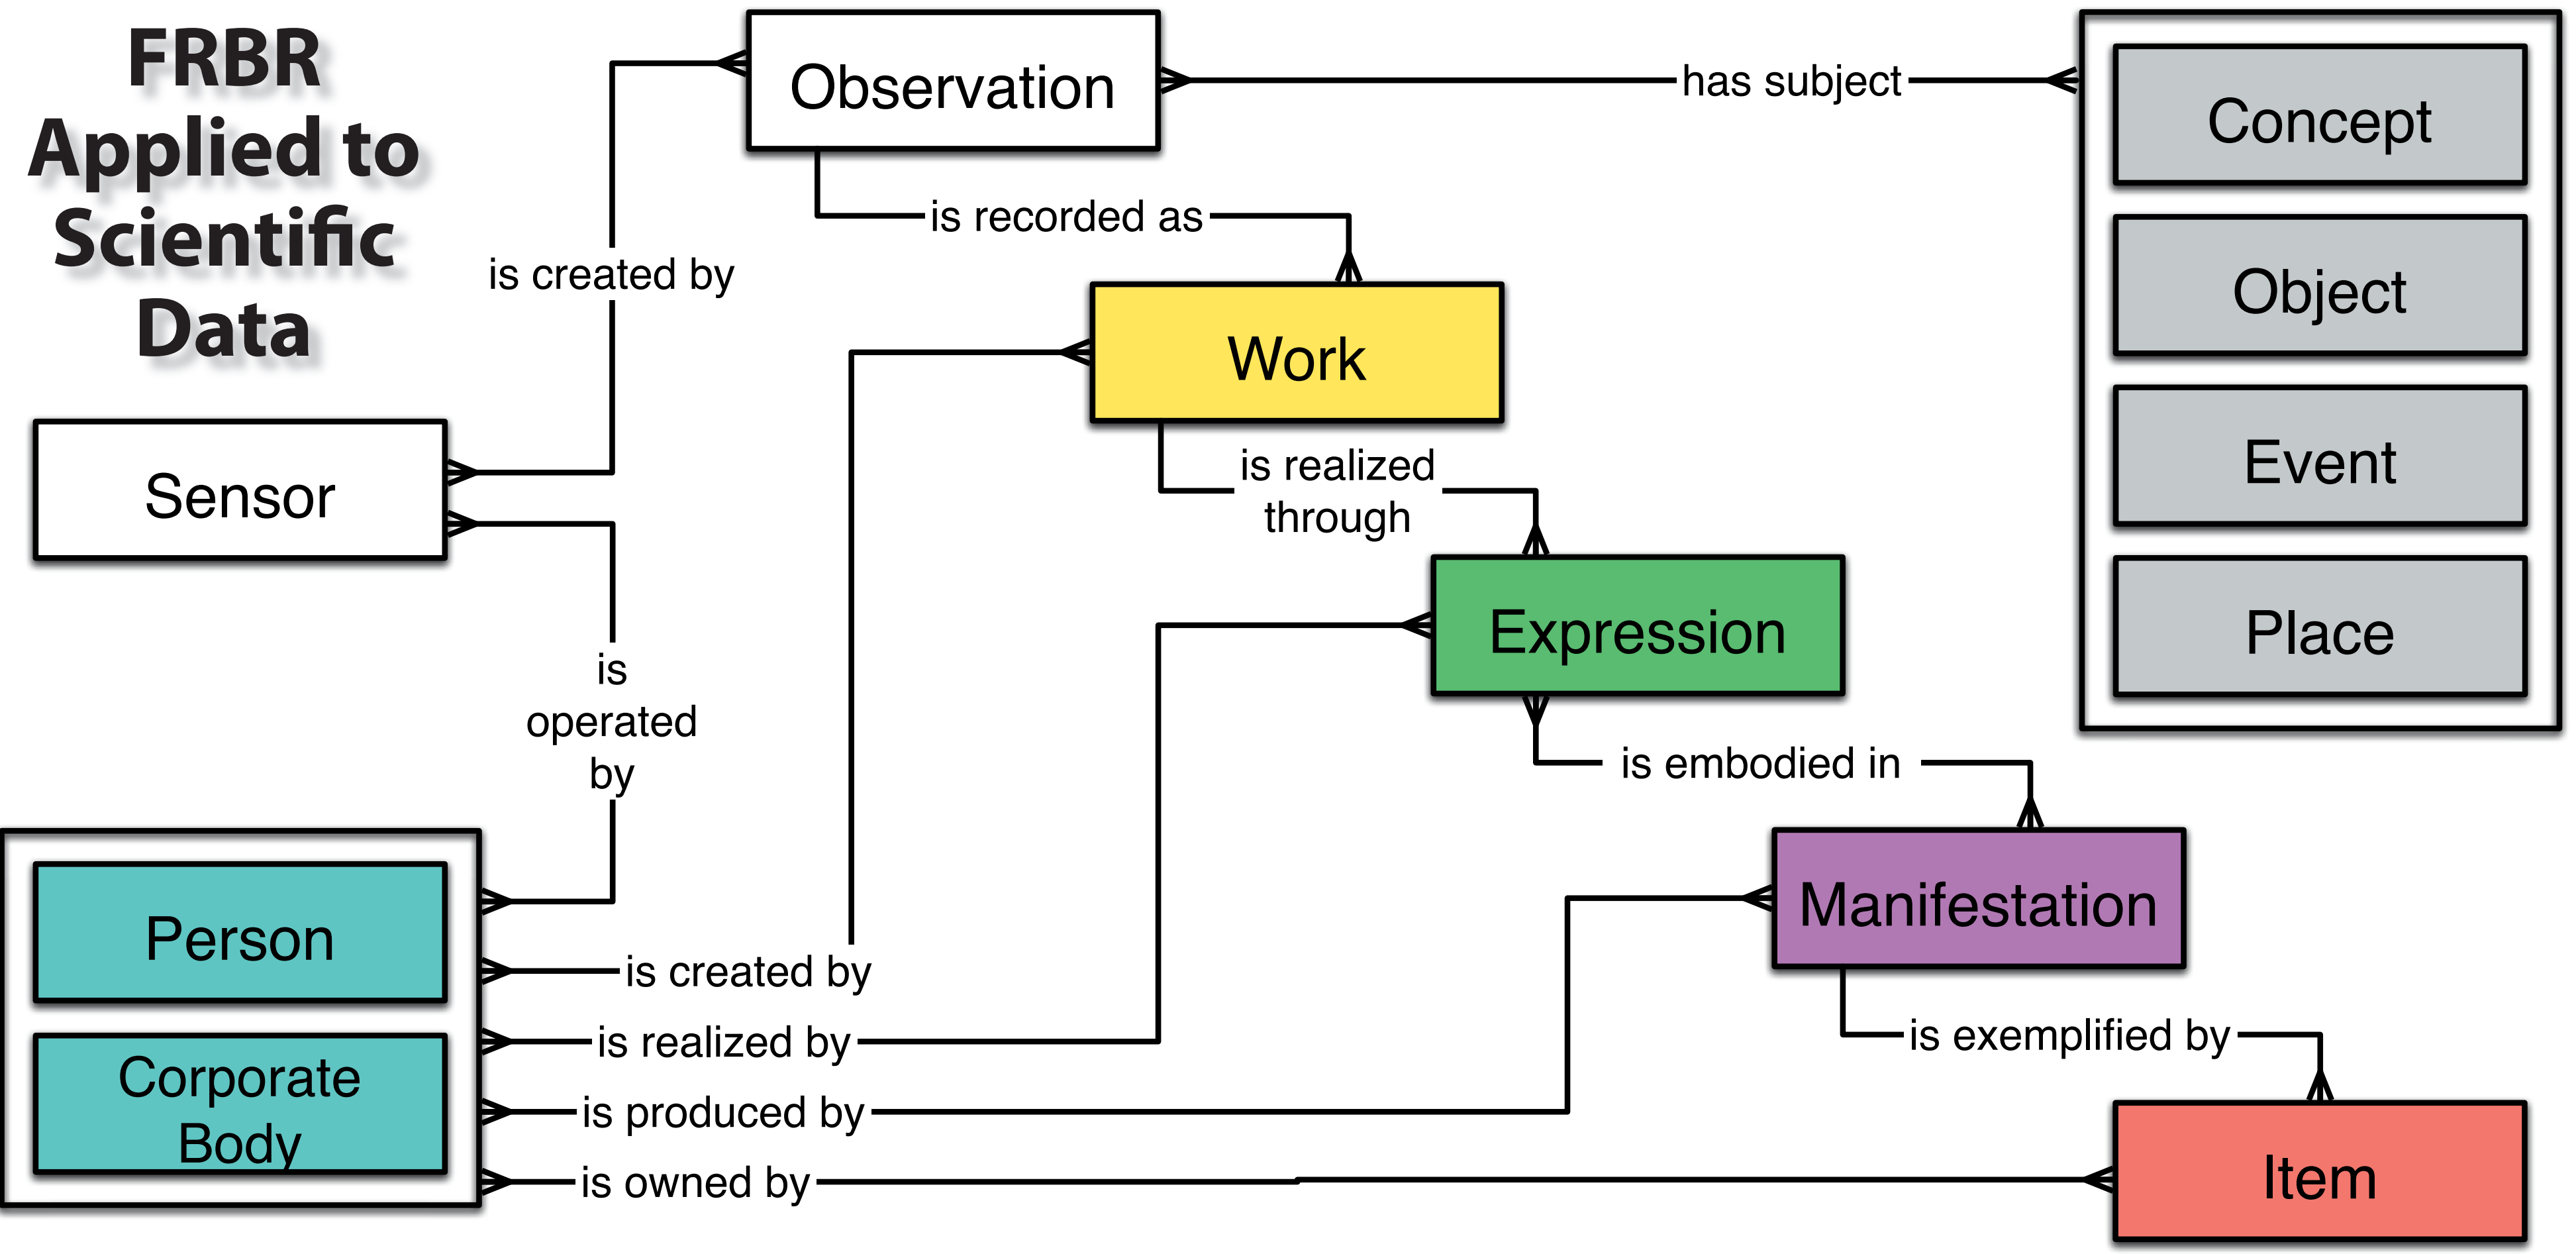 FRBR
Applied to
Scientific
Data
Observation
has subject
Concept
Object
Event
Place
is recorded as
is created by
Work
is realized
through
Sensor
Expression
is
operated
by
is embodied in
Manifestation
Person
Corporate
Body
is created by
is realized by
is produced by
is owned by
is exemplified by
Item